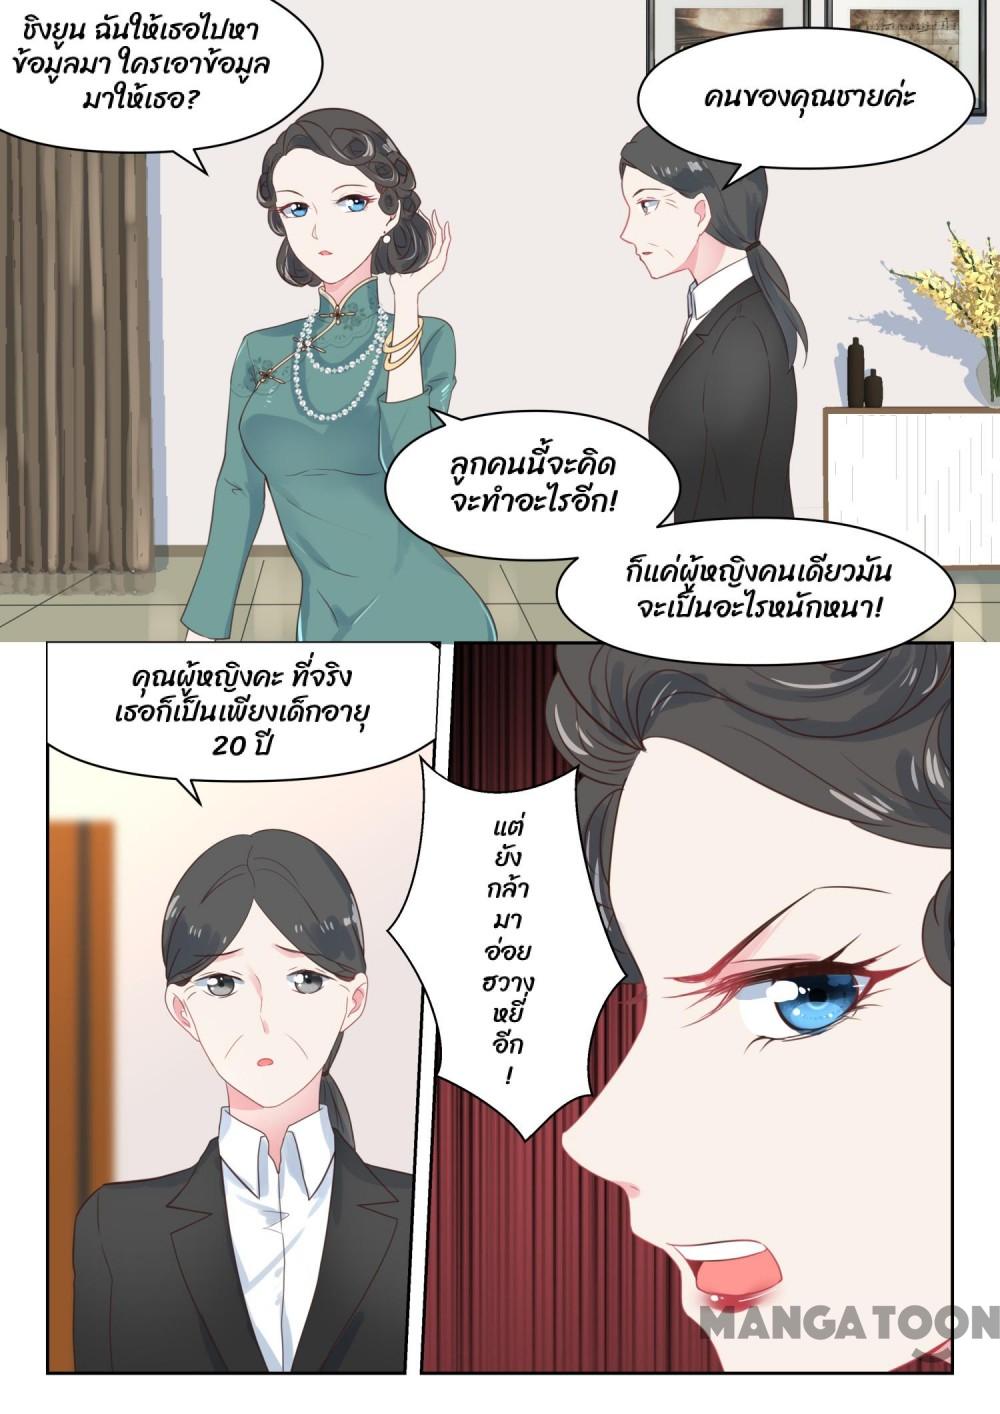 ชิงยูน ฉันให้เธอไปหา
ข้อมูลมา ใครเอาข้อมูล
มาให้เธอ?
คนของคุณชายค่ะ
ลูกคนนี้จะคิด
จะทำอะไรอีก!
ก็แค่ผู้หญิงคนเดียวมัน
จะเป็นอะไรหนักหนา!
คุณผู้หญิงคะ ที่จริง
เธอก็เป็นเพียงเด็กอายุ
20 ปี
แต่
ยัง
กล้า
มา
อ่อย
ฮวาง
หยี่
อีก
!
MANGATOON